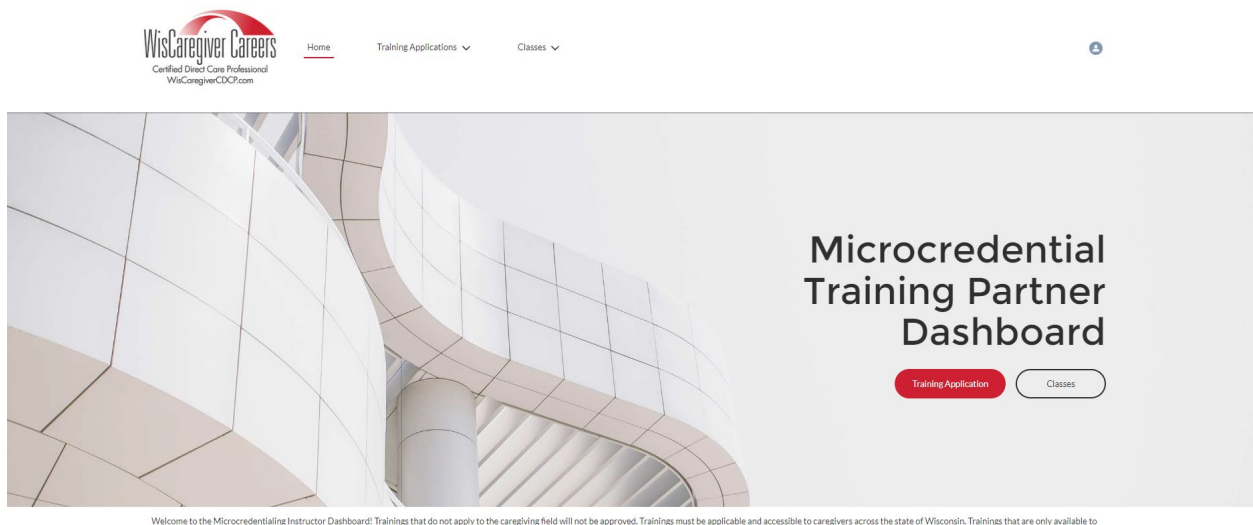 WisCaregiver Careers
Certified Direct Care Professional
WisCaregiverCDCP.com
Home
Training Applications
Classes
Microcredential
Training Partner
Dashboard
Training Application
Classes
Welcome to the Microcredentialing Instructor Dashboard! Trainings that do not apply to the caregiving field will not be approved. Trainings must be applicable and accessible to caregivers across the state of Wisconsin. Trainings that are only available to